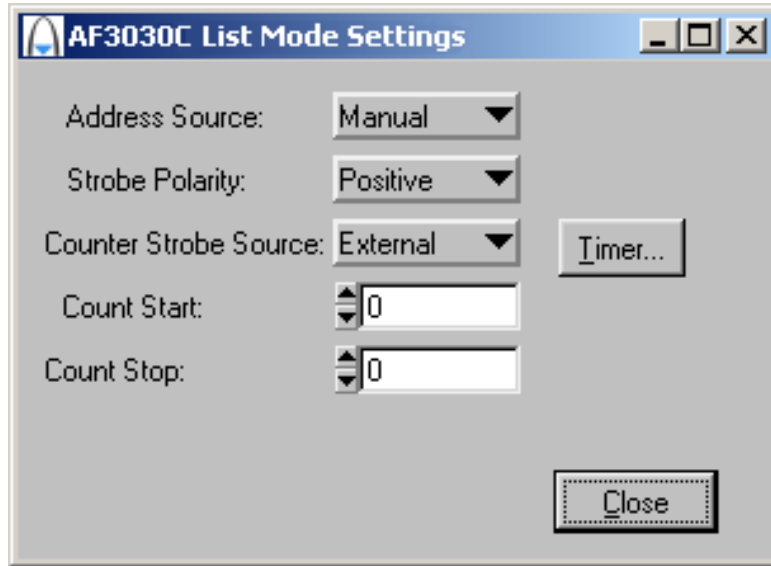 AF3030C List Mode Settings
Address Source: Manual
Strobe Polarity: Positive
Counter Strobe Source: External Timer...
Count Start: 0
Count Stop: 0
Close